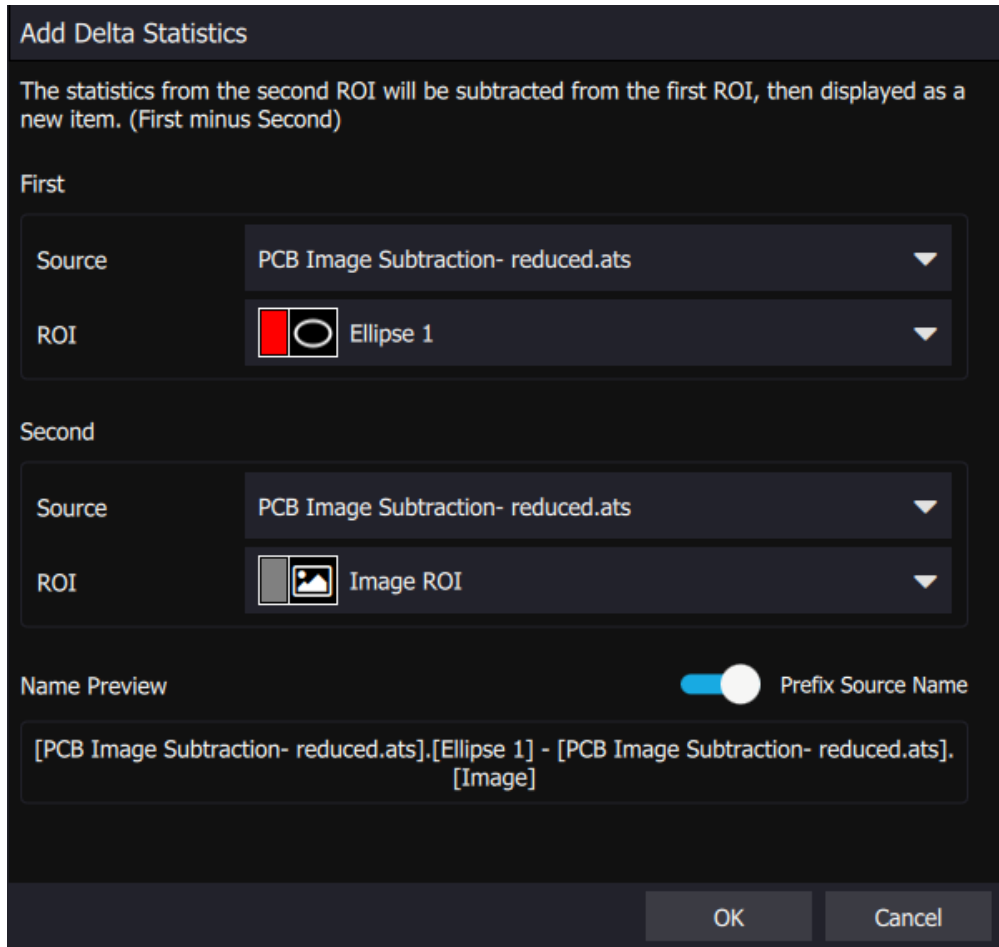 Add Delta Statistics
The statistics from the second ROI will be subtracted from the first ROI, then displayed as a
new item. (First minus Second)
First
Source
PCB Image Subtraction- reduced.ats
ROI
Ellipse 1
Second
Source
PCB Image Subtraction- reduced.ats
ROI
Image ROI
Name Preview
Prefix Source Name
[PCB Image Subtraction- reduced.ats].[Ellipse 1] - [PCB Image Subtraction- reduced.ats].
[Image]
OK
Cancel